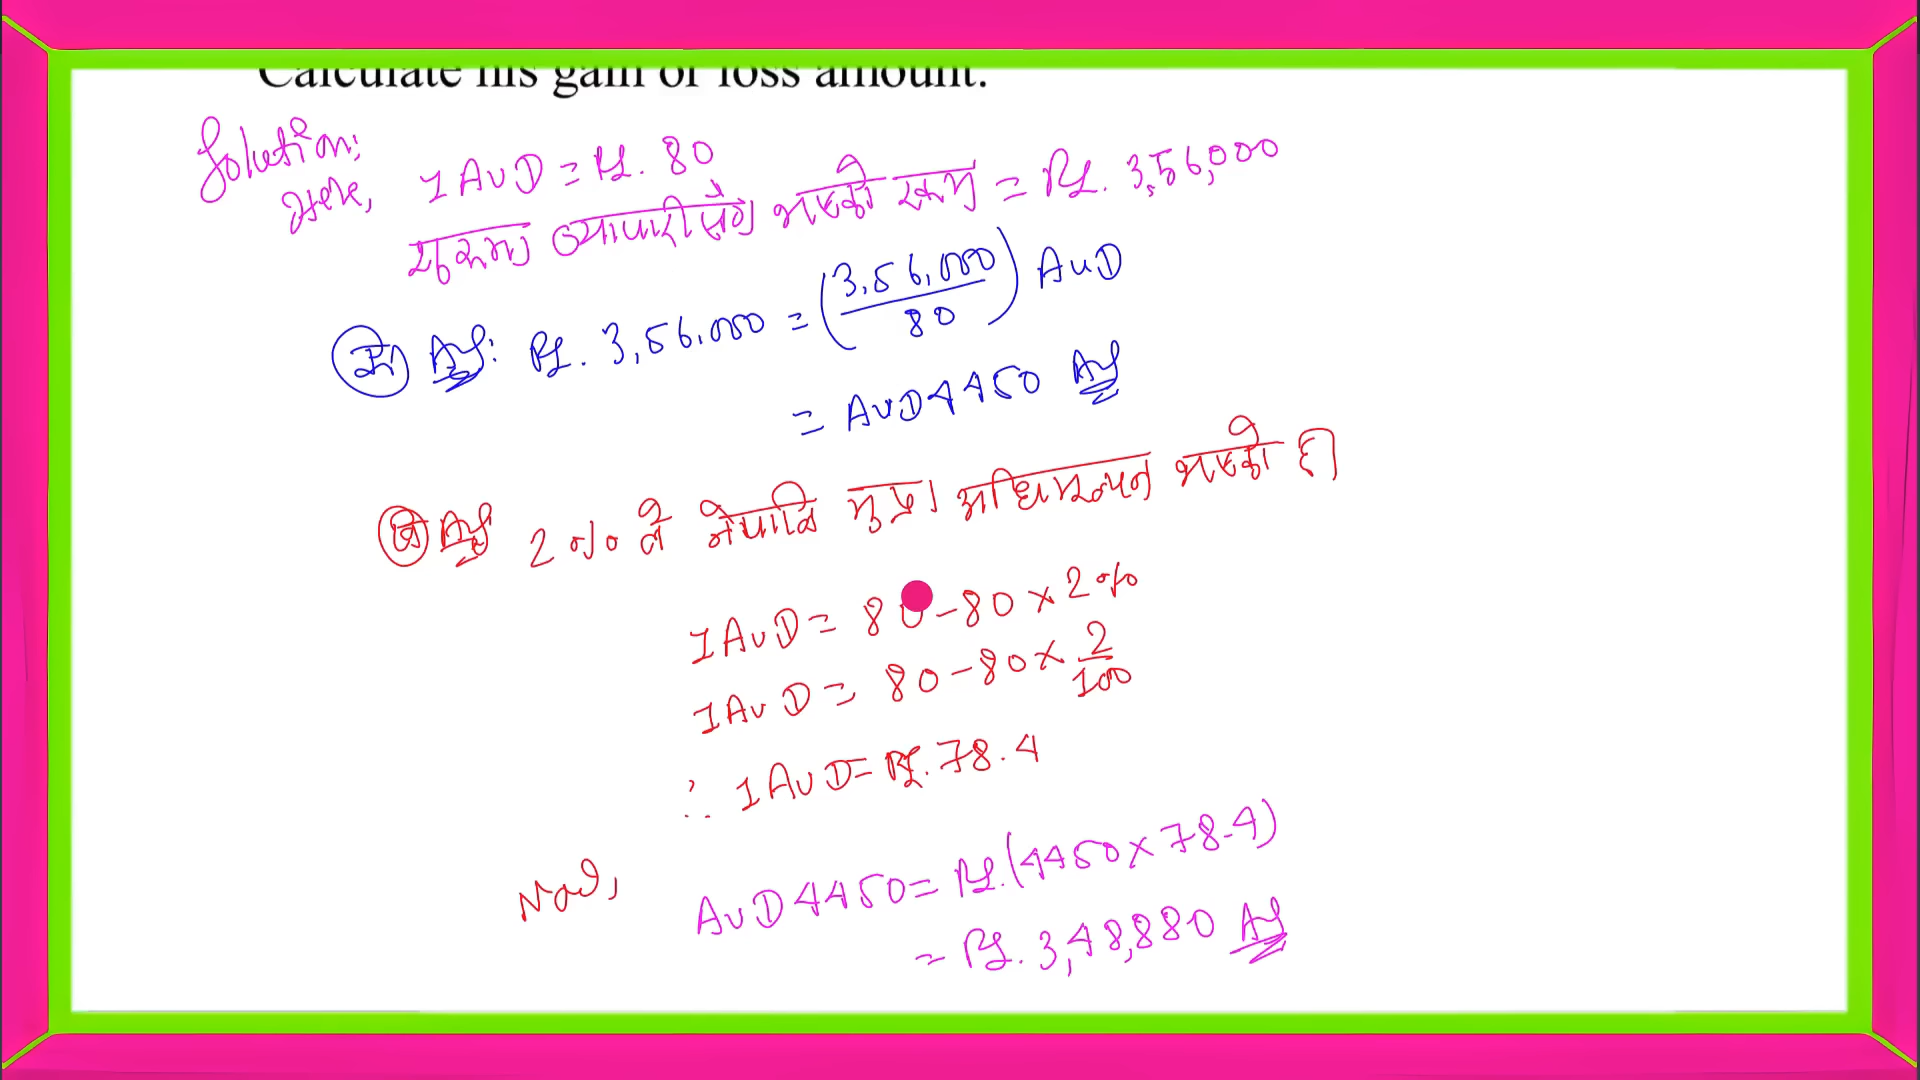 Calculate his gain or loss amount.
Solution:
यहाँ, 1 AUD = Rs. 80
सुरुमा व्यापारीसँग भएको रकम = Rs. 3,56,000
Ans: Rs. 3,56,000 = (3,56,000/80) AUD
= AUD 4450 Ans
Ans 2% ले नेपाली मुद्रा अधिमूल्यन भएको छ।
1 AUD = 80 - 80 × 2%
1 AUD = 80 - 80 × 2/100
∴ 1 AUD = Rs. 78.4
Now,
AUD 4450 = Rs. (4450 × 78.4)
= Rs. 3,48,880 Ans